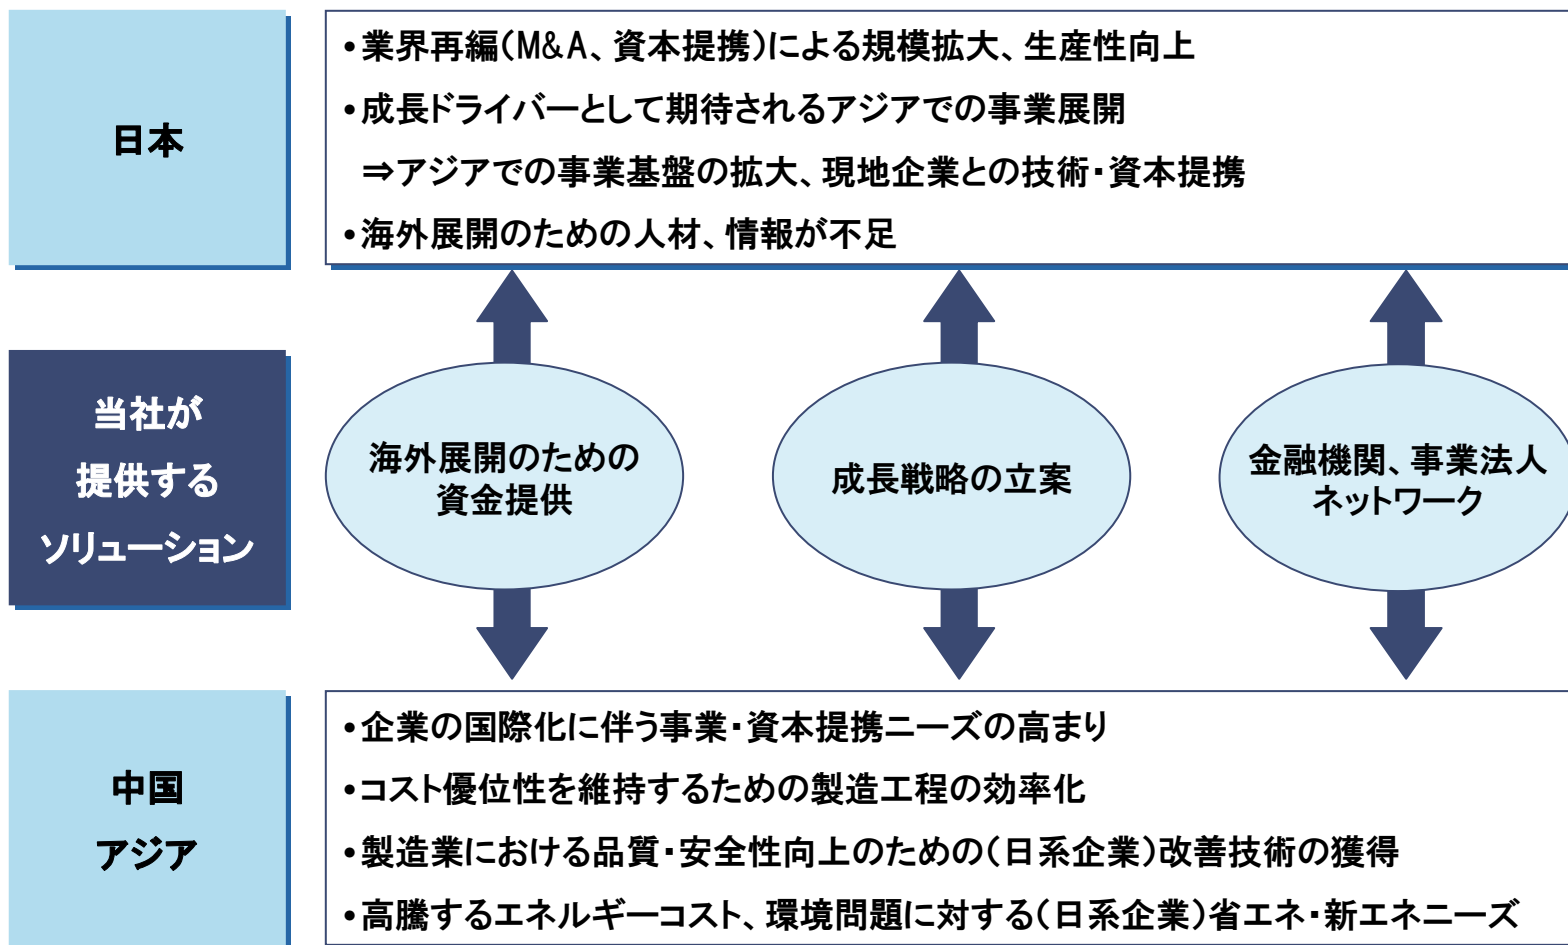 日本
•業界再編(M&A、資本提携)による規模拡大、生産性向上
•成長ドライバーとして期待されるアジアでの事業展開
⇒アジアでの事業基盤の拡大、現地企業との技術・資本提携
•海外展開のための人材、情報が不足
当社が
提供する
ソリューション
海外展開のための
資金提供
成長戦略の立案
金融機関、事業法人
ネットワーク
中国
アジア
•企業の国際化に伴う事業・資本提携ニーズの高まり
•コスト優位性を維持するための製造工程の効率化
•製造業における品質・安全性向上のための(日系企業)改善技術の獲得
•高騰するエネルギーコスト、環境問題に対する(日系企業)省エネ・新エネニーズ